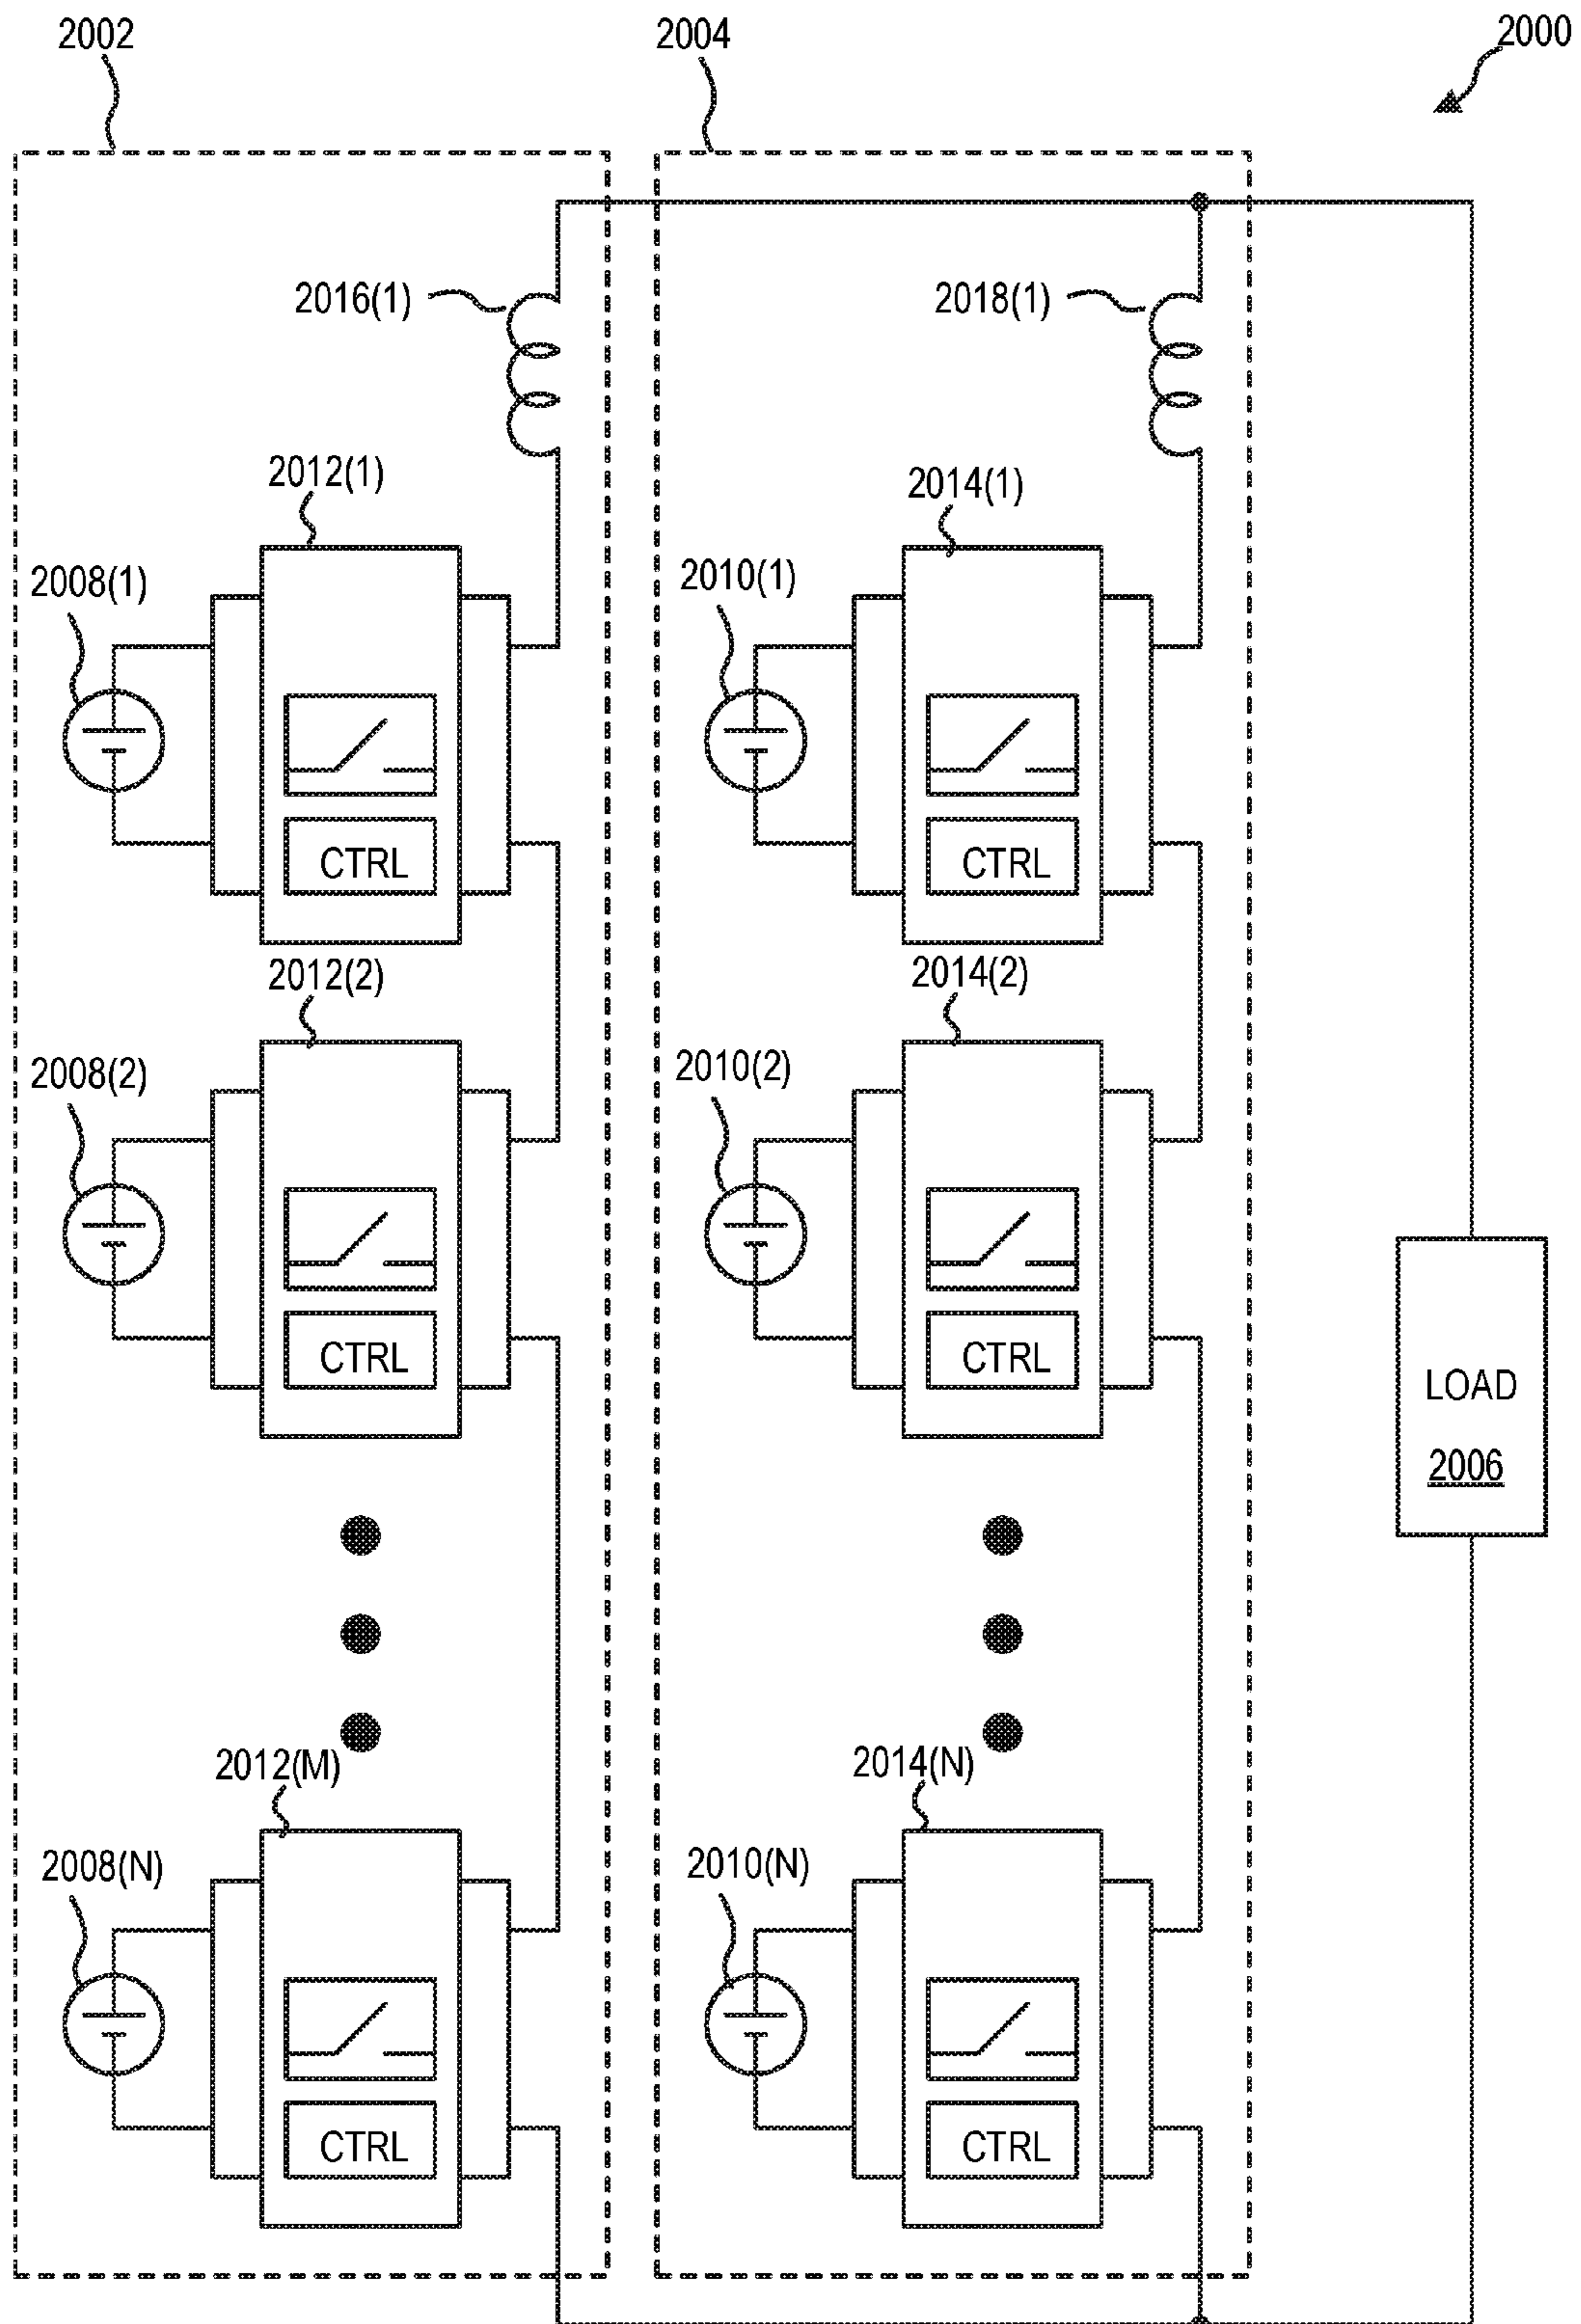 2002
2004
2000
2016(1)
2018(1)
2012(1)
2014(1)
2008(1)
2010(1)
CTRL
CTRL
2012(2)
2014(2)
2008(2)
2010(2)
CTRL
CTRL
LOAD
2006
2012(M)
2014(N)
2008(N)
2010(N)
CTRL
CTRL